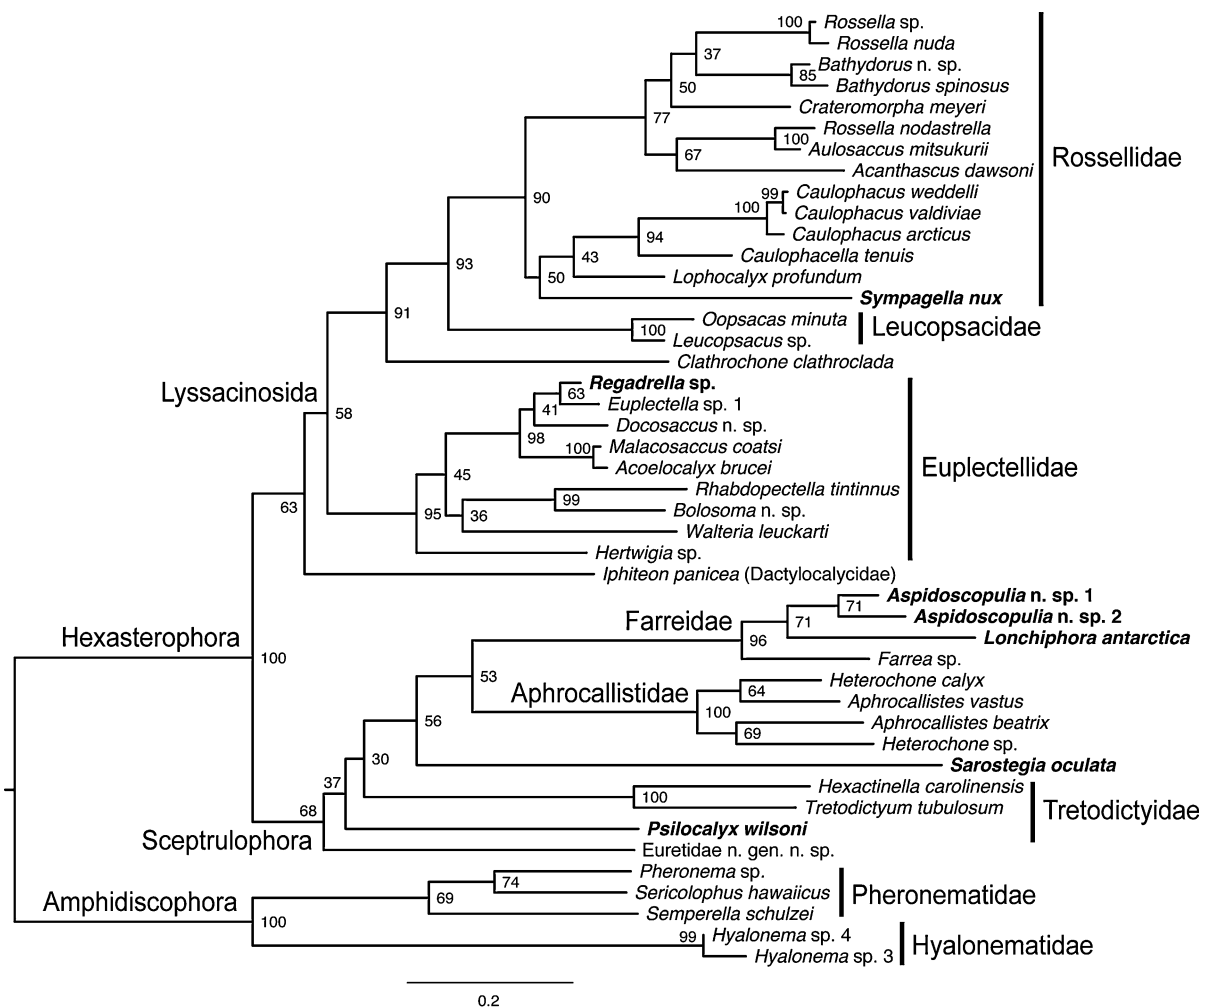 100 Rossella sp.
Rossella nuda
37
Bathydorus n. sp.
85
Bathydorus spinosus
50
Crateromorpha meyeri
77
Rossella nodastrella
100
Aulosaccus mitsukurii
67
Acanthascus dawsoni
Rossellidae
99 Caulophacus weddelli
90
100
Caulophacus valdiviae
Caulophacus arcticus
94
Caulophacella tenuis
43
Lophocalyx profundum
50
Sympagella nux
93
Oopsacas minuta
100
Leucopsacus sp.
Leucopsacidae
91
Clathrochone clathroclada
Lyssacinosida
58
Regadrella sp.
63
Euplectella sp. 1
41
Docosaccus n. sp.
98
100 Malacosaccus coatsi
Acoelocalyx brucei
45
Euplectellidae
Rhabdopectella tintinnus
99
Bolosoma n. sp.
95
36
Walteria leuckarti
Hertwigia sp.
63
Iphiteon panicea (Dactylocalycidae)
Aspidoscopulia n. sp. 1
71
Aspidoscopulia n. sp. 2
Farreidae
71
Lonchiphora antarctica
96
Farrea sp.
Hexasterophora
100
53
Heterochone calyx
Aphrocallistidae
64
Aphrocallistes vastus
100
Aphrocallistes beatrix
56
69
Heterochone sp.
30
Sarostegia oculata
37
Hexactinella carolinensis
100
Tretodictyum tubulosum
Tretodictyidae
68
Psilocalyx wilsoni
Sceptrulophora
Euretidae n. gen. n. sp.
Pheronema sp.
74
Sericolophus hawaiicus
69
Semperella schulzei
Pheronematidae
Amphidiscophora
100
99 Hyalonema sp. 4
Hyalonema sp. 3
Hyalonematidae
0.2